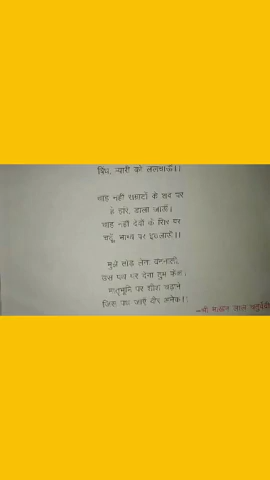 बिंध, प्यारी को ललचाऊँ।।
चाह नहीं सम्राटों के शव पर
हे हरि, डाला जाऊँ।
चाह नहीं देवों के सिर पर
चढूँ, भाग्य पर इठलाऊँ।।
मुझे तोड़ लेना वनमाली,
उस पथ पर देना तुम फेंक।
मातृभूमि पर शीश चढ़ाने
जिस पथ जाएँ वीर अनेक।।
-श्री माखन लाल चतुर्वेदी